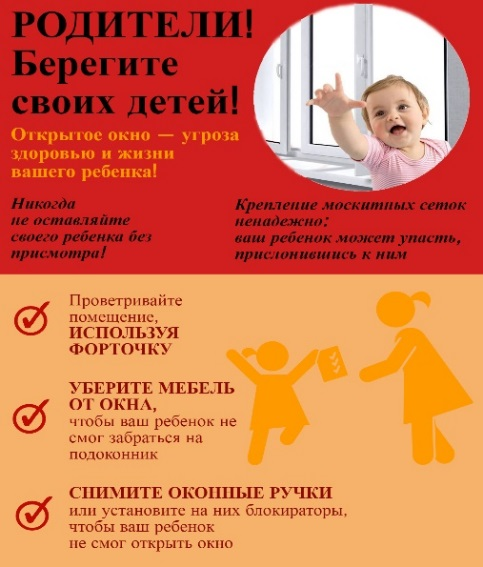 РОДИТЕЛИ!
Берегите
своих детей!
Открытое окно — угроза
здоровью и жизни
вашего ребенка!
Никогда
не оставляйте
своего ребенка без
присмотра!
Крепление москитных сеток
ненадежно:
ваш ребенок может упасть,
прислонившись к ним
Проветривайте
помещение,
ИСПОЛЬЗУЯ
ФОРТОЧКУ
УБЕРИТЕ МЕБЕЛЬ
ОТ ОКНА,
чтобы ваш ребенок не
смог забраться на
подоконник
СНИМИТЕ ОКОННЫЕ РУЧКИ
или установите на них блокираторы,
чтобы ваш ребенок
не смог открыть окно